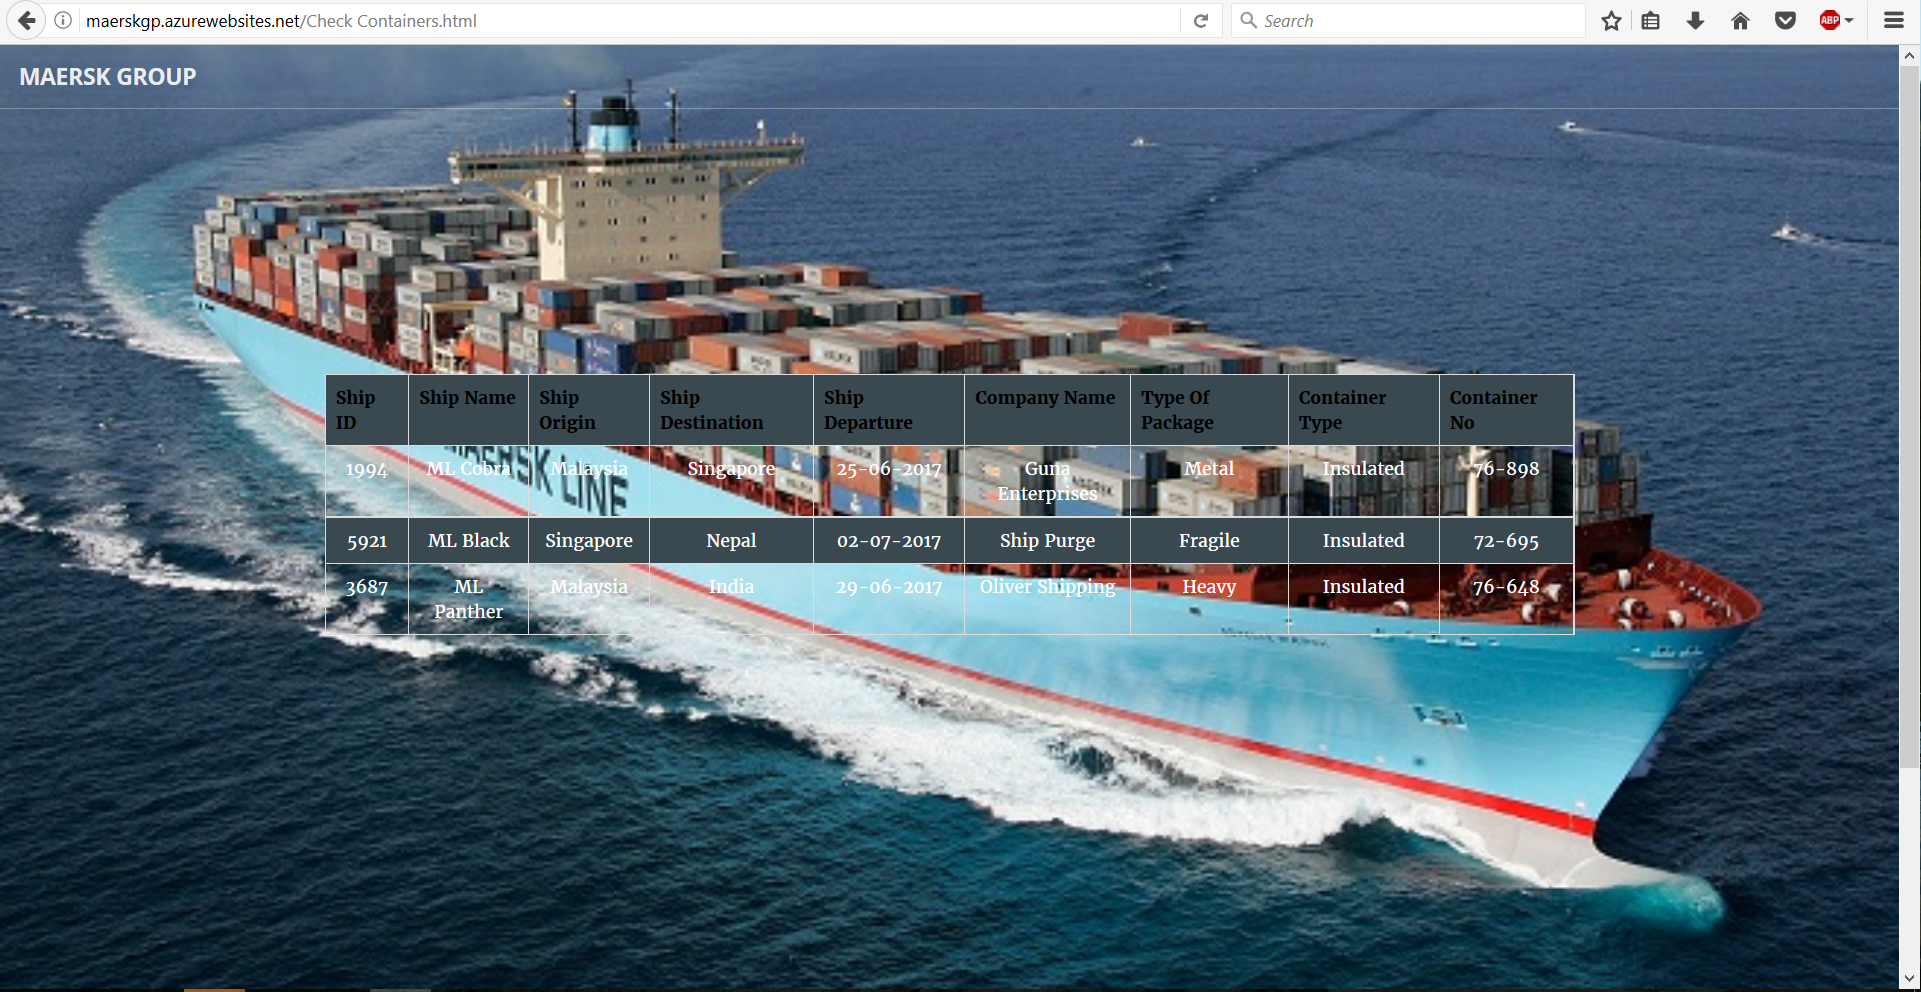 maerskgp.azurewebsites.net/Check Containers.html
Search
ABP
MAERSK GROUP
Ship ID Ship Name Ship Origin Ship Destination Ship Departure Company Name Type Of Package Container Type Container No
1994 ML Cobra Malaysia Singapore 25-06-2017 Guna Enterprises Metal Insulated 76-898
MAERSK LINE
5921 ML Black Singapore Nepal 02-07-2017 Ship Purge Fragile Insulated 72-695
3687 ML Panther Malaysia India 29-06-2017 Oliver Shipping Heavy Insulated 76-648